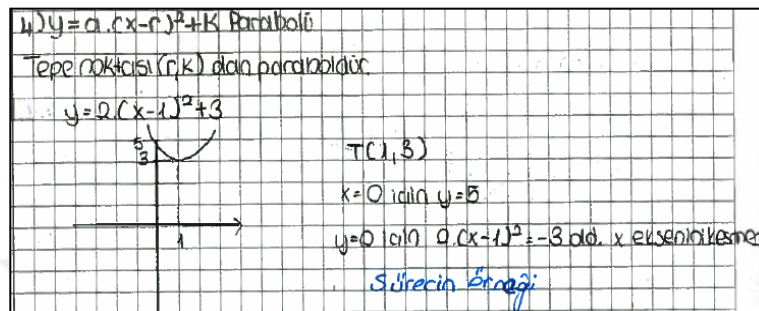 4) y=a.(x-r)²+k Parabolü
Tepe noktası (r,k) olan paraboldür.
y=2.(x-1)²+3
5
3
1
T(1,3)
x=0 için y=5
y=0 için 2.(x-1)²=-3 old. x eksenini kesmez
Sürecin örneği